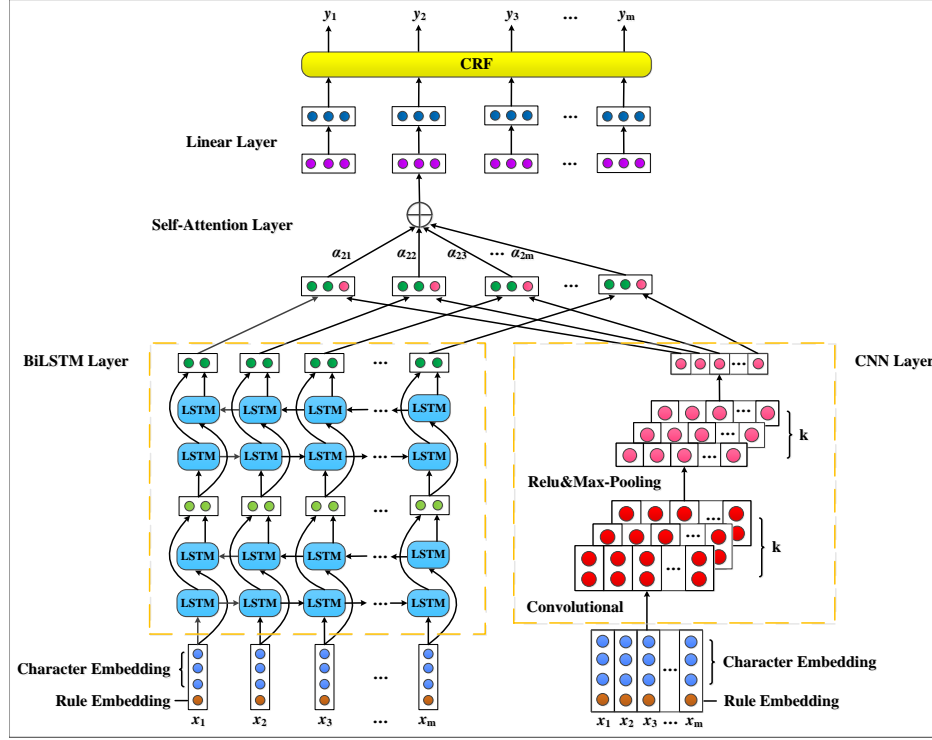 y1 y2 y3 ... ym
CRF
...
Linear Layer
...
Self-Attention Layer
α21 α22 α23 ... α2m
...
BiLSTM Layer
CNN Layer
... ...
LSTM LSTM LSTM ... LSTM
... ... k
LSTM LSTM LSTM ... LSTM ...
Relu&Max-Pooling
... ...
... k
LSTM LSTM LSTM ... LSTM ...
LSTM LSTM LSTM ... LSTM
Convolutional
Character Embedding ... ... Character Embedding
Rule Embedding Rule Embedding
x1 x2 x3 ... xm x1 x2 x3 ... xm